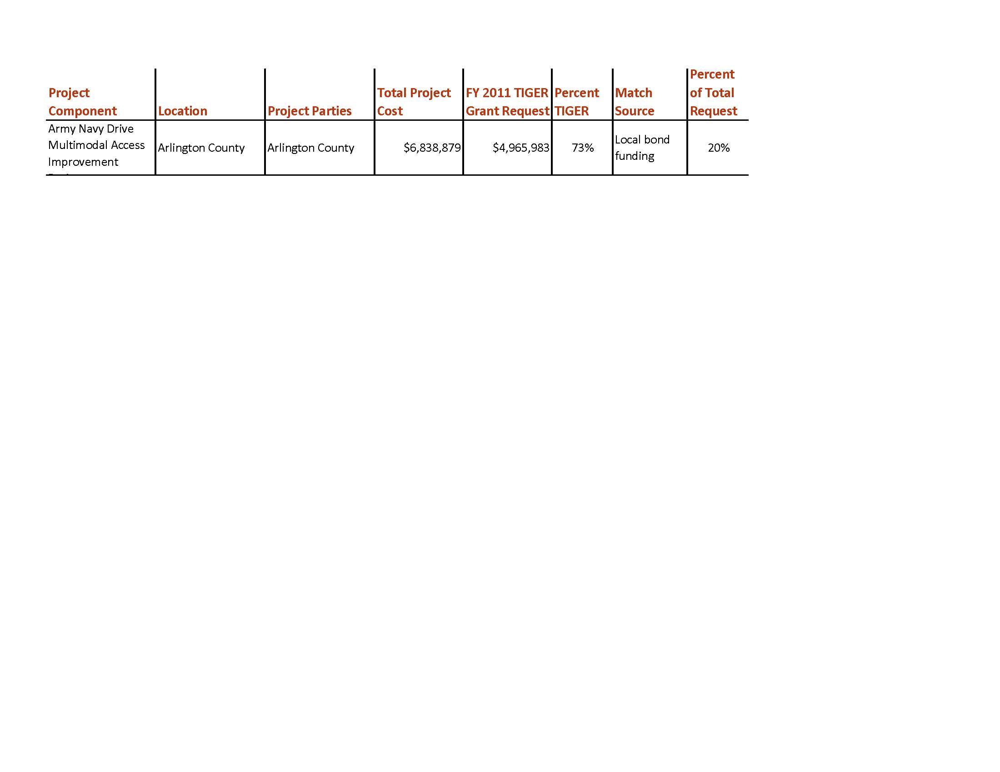 Project Component
Location
Project Parties
Total Project Cost
FY 2011 TIGER Grant Request
Percent TIGER
Match Source
Percent of Total Request
Army Navy Drive
Multimodal Access
Improvement
Arlington County
Arlington County
$6,838,879
$4,965,983
73%
Local bond
funding
20%